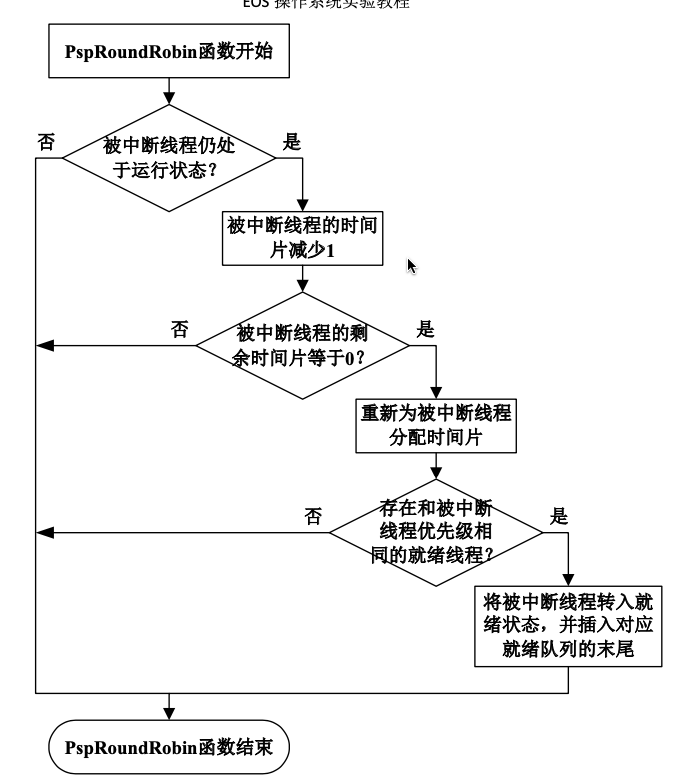 EOS 操作系统实验教程
PspRoundRobin函数开始
否
是
被中断线程仍处
于运行状态？
被中断线程的时间
片减少1
否
是
被中断线程的剩
余时间片等于0？
重新为被中断线程
分配时间片
否
是
存在和被中断
线程优先级相
同的就绪线程？
将被中断线程转入就
绪状态，并插入对应
就绪队列的末尾
PspRoundRobin函数结束